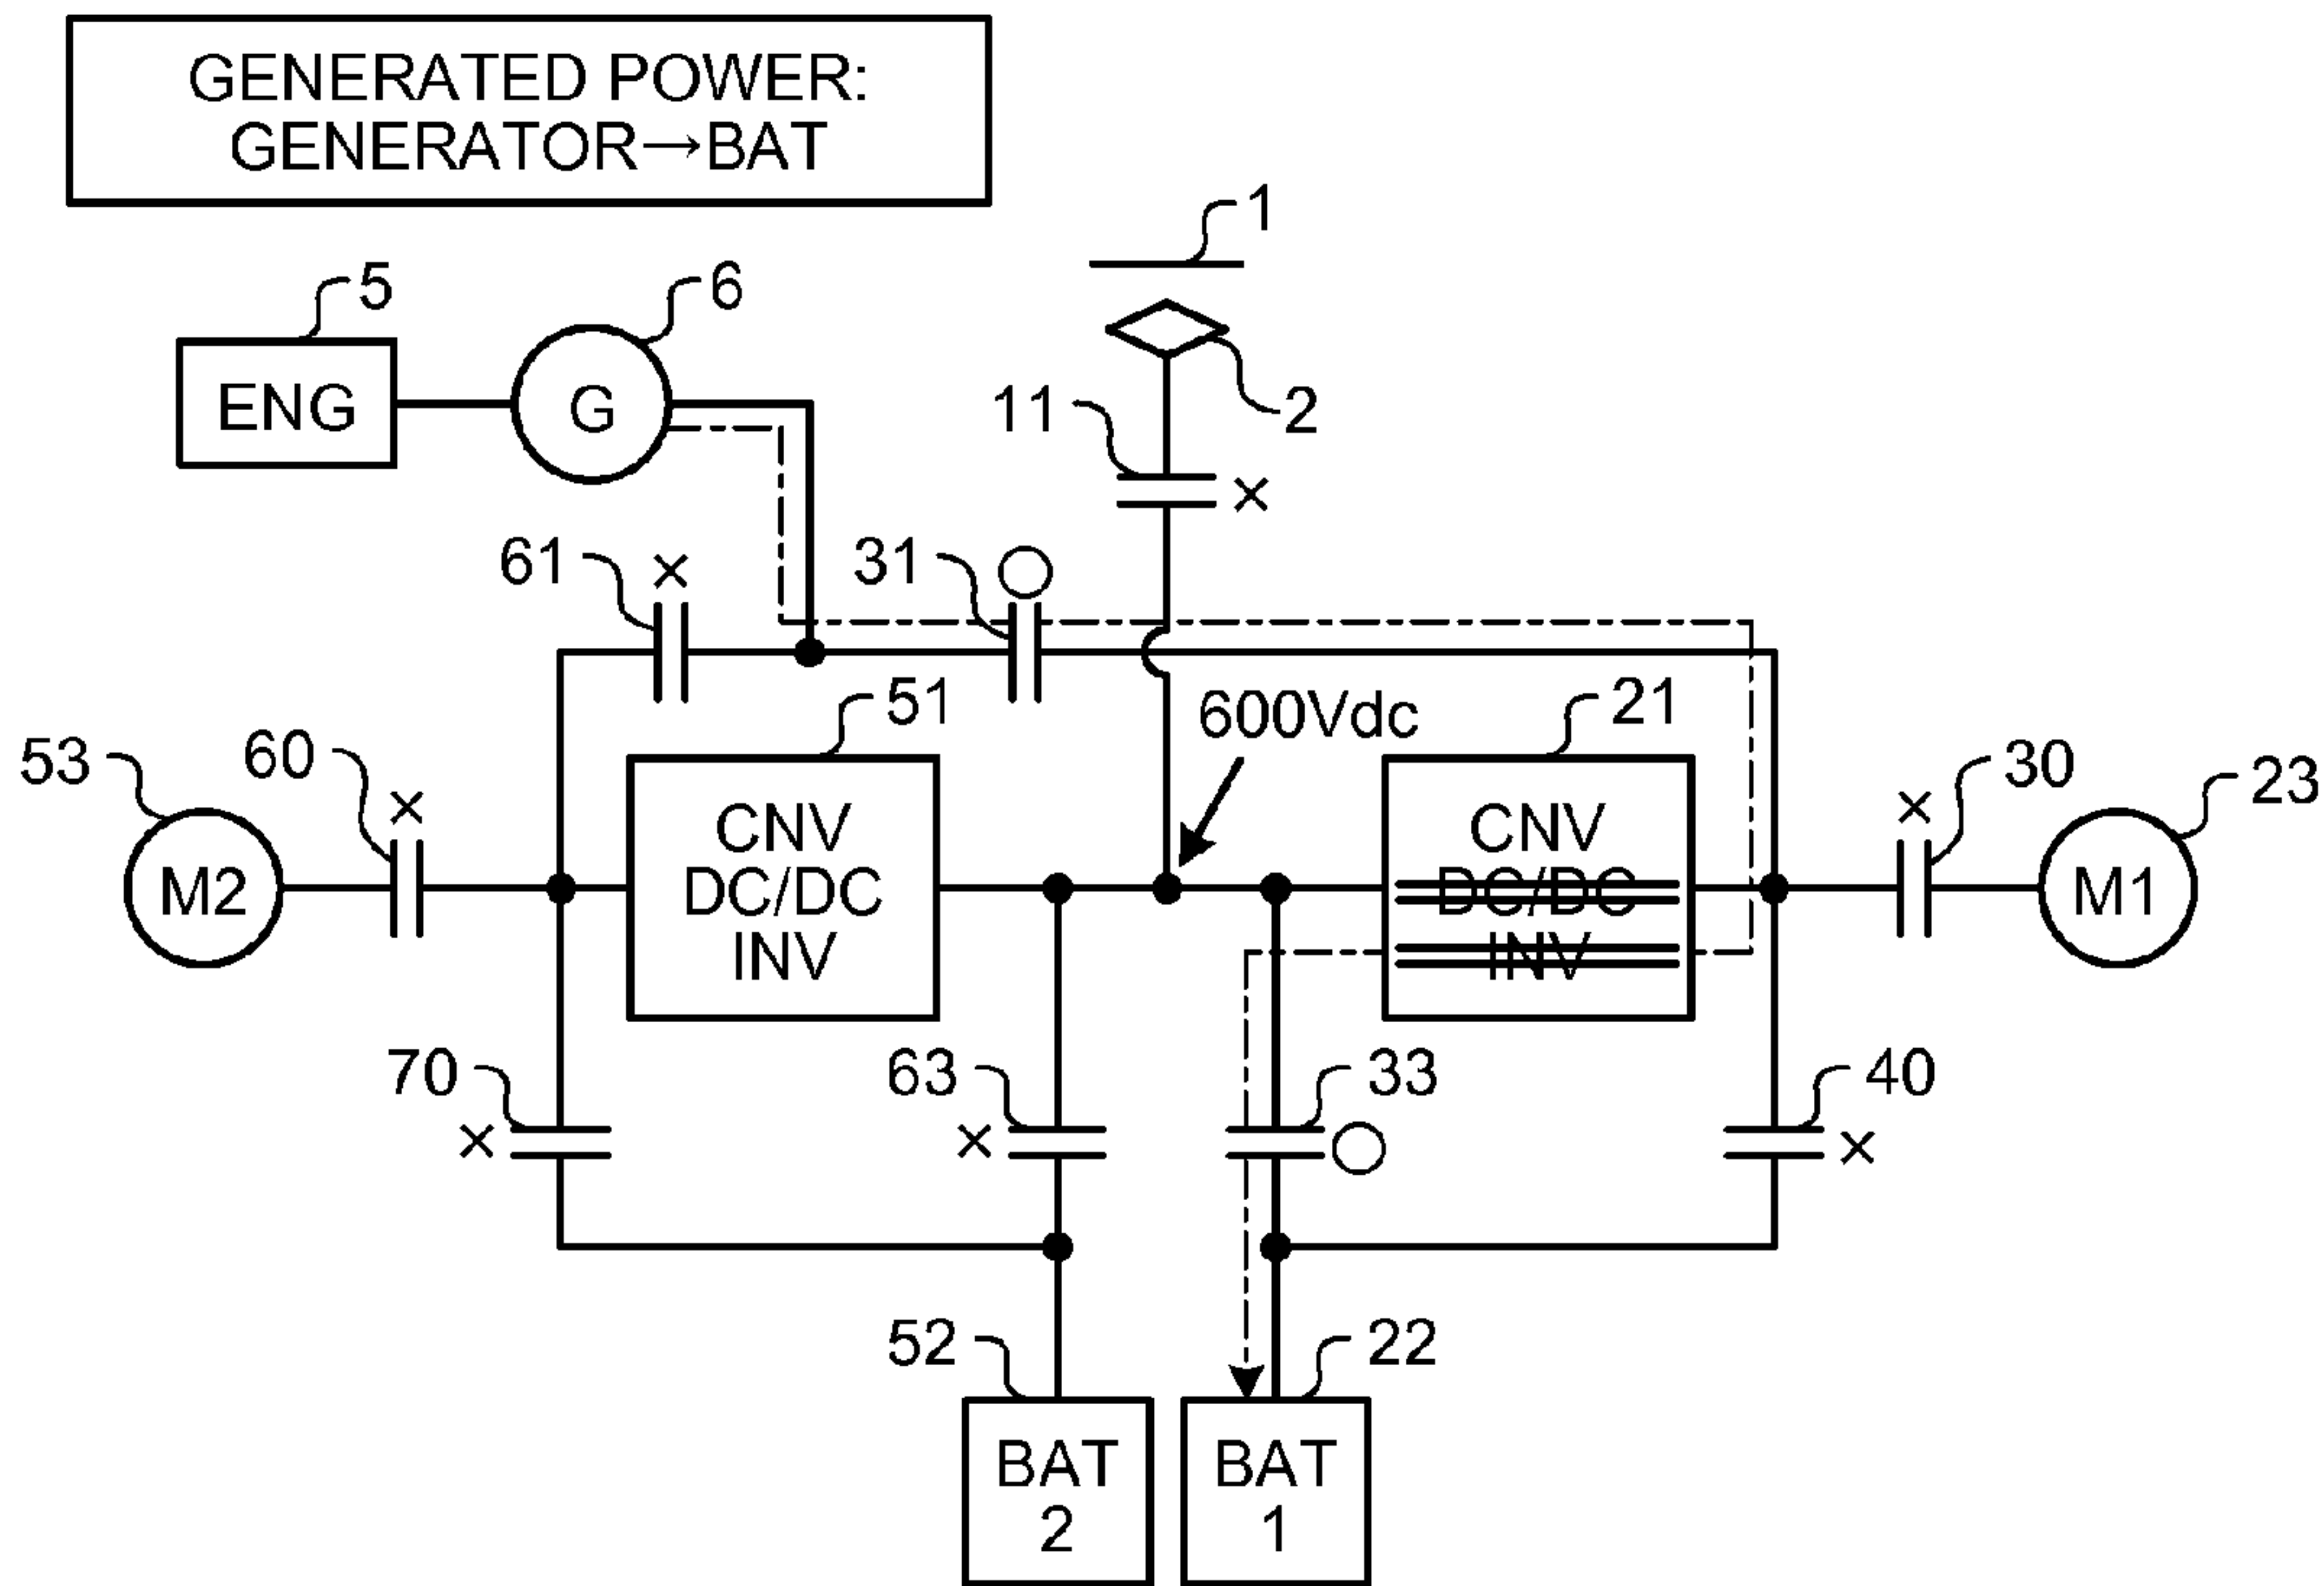 GENERATED POWER:
GENERATOR→BAT
1
5
6
ENG
G
11
2
61
×
31
○
×
51
600Vdc
21
53
60
×
30
×
23
M2
CNV
DC/DC
INV
CNV
DC/DC
INV
M1
70
×
63
×
33
○
40
×
52
22
BAT
2
BAT
1